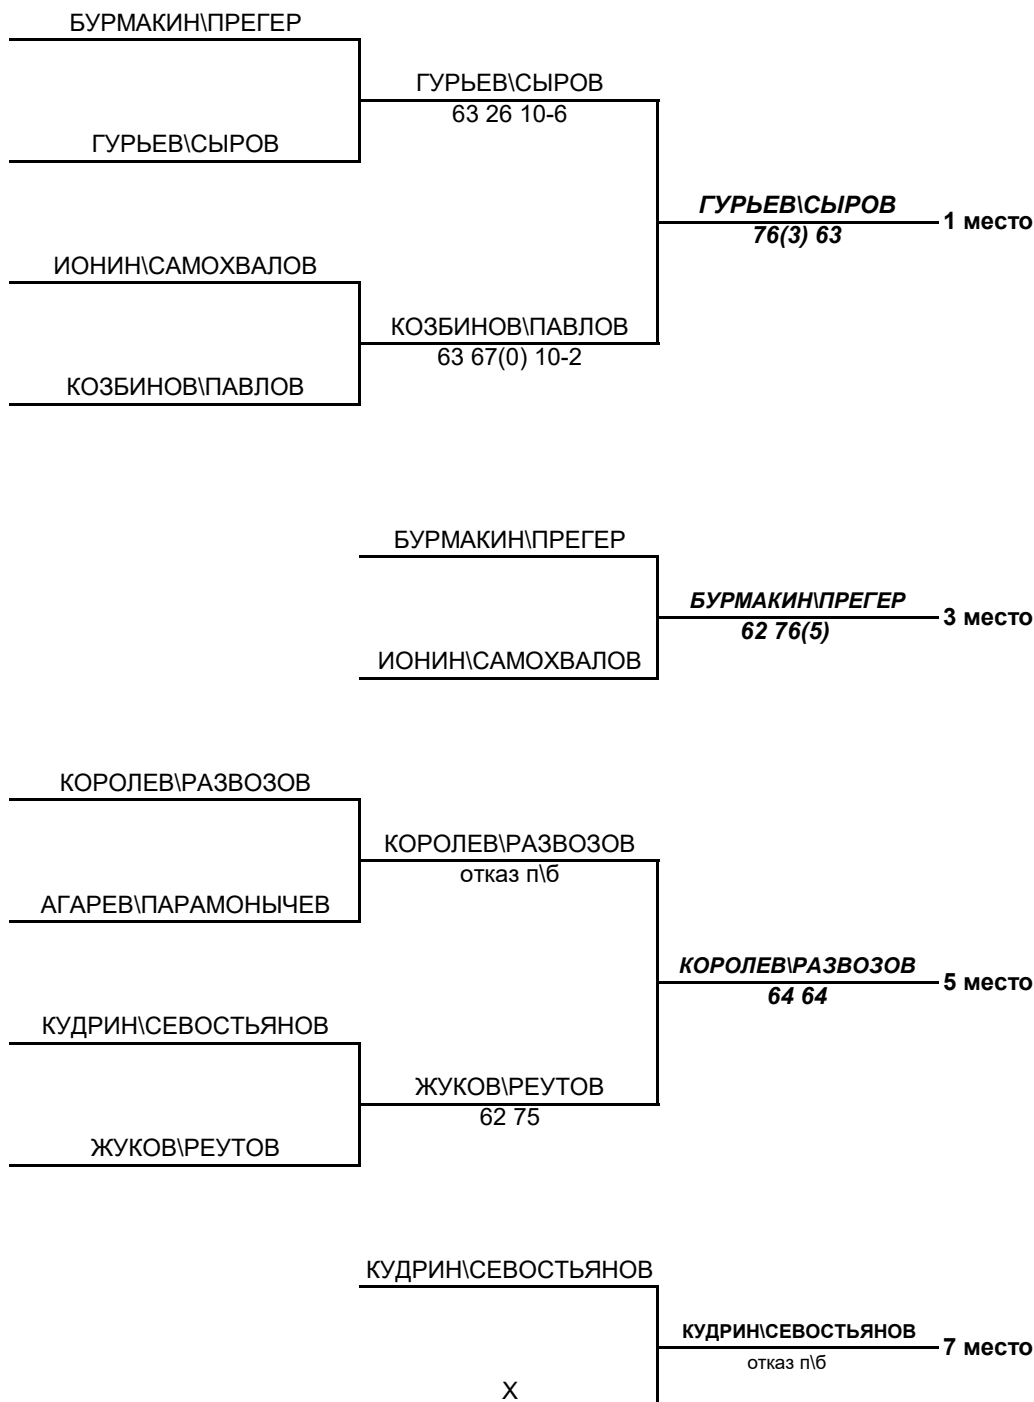 БУРМАКИН\ПРЕГЕР
ГУРЬЕВ\СЫРОВ
63 26 10-6
ГУРЬЕВ\СЫРОВ
ГУРЬЕВ\СЫРОВ
1 место
76(3) 63
ИОНИН\САМОХВАЛОВ
КОЗБИНОВ\ПАВЛОВ
63 67(0) 10-2
КОЗБИНОВ\ПАВЛОВ
БУРМАКИН\ПРЕГЕР
БУРМАКИН\ПРЕГЕР
3 место
62 76(5)
ИОНИН\САМОХВАЛОВ
КОРОЛЕВ\РАЗВОЗОВ
КОРОЛЕВ\РАЗВОЗОВ
отказ п\б
АГАРЕВ\ПАРАМОНЫЧЕВ
КОРОЛЕВ\РАЗВОЗОВ
5 место
64 64
КУДРИН\СЕВОСТЬЯНОВ
ЖУКОВ\РЕУТОВ
62 75
ЖУКОВ\РЕУТОВ
КУДРИН\СЕВОСТЬЯНОВ
КУДРИН\СЕВОСТЬЯНОВ
7 место
отказ п\б
Х